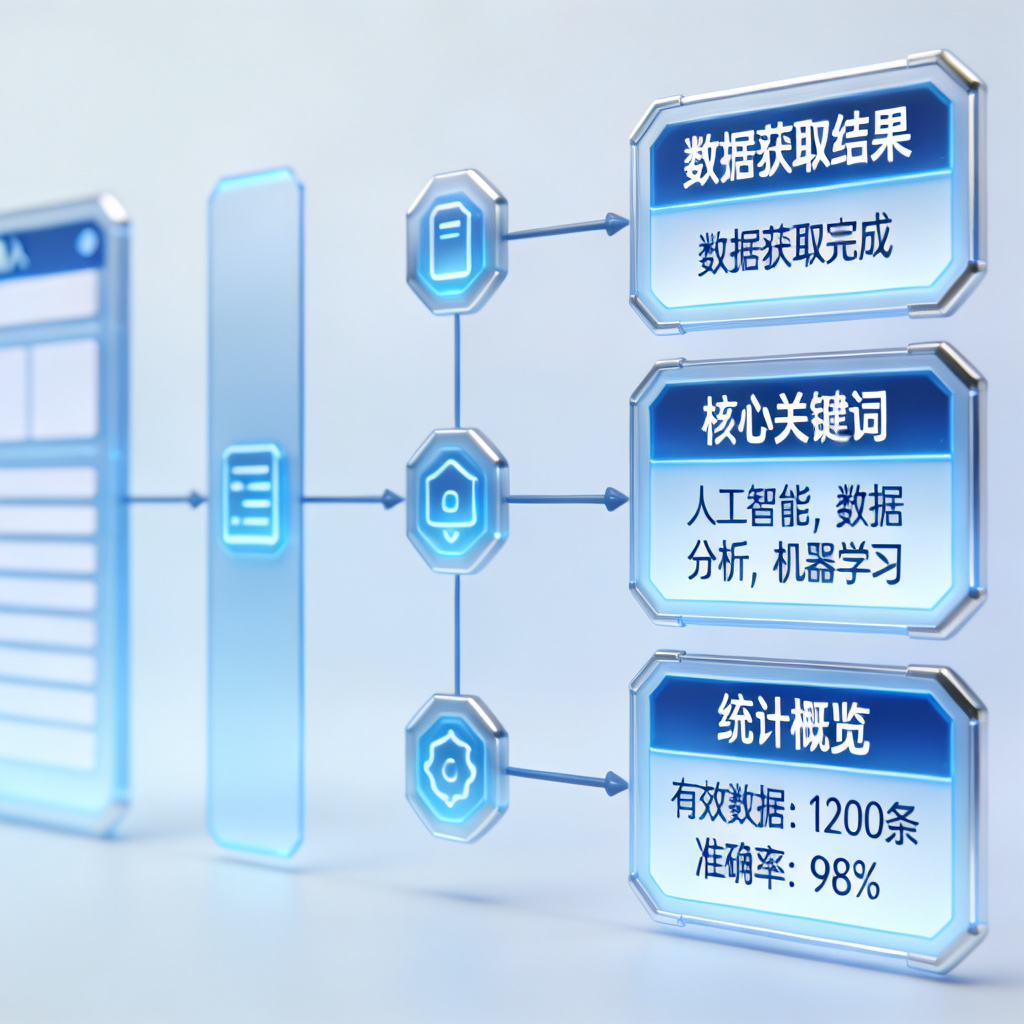 数据获取结果
数据获取完成
核心关键词
人工智能, 数据
分析, 机器学习
统计概览
有效数据: 1200条
准确率: 98%